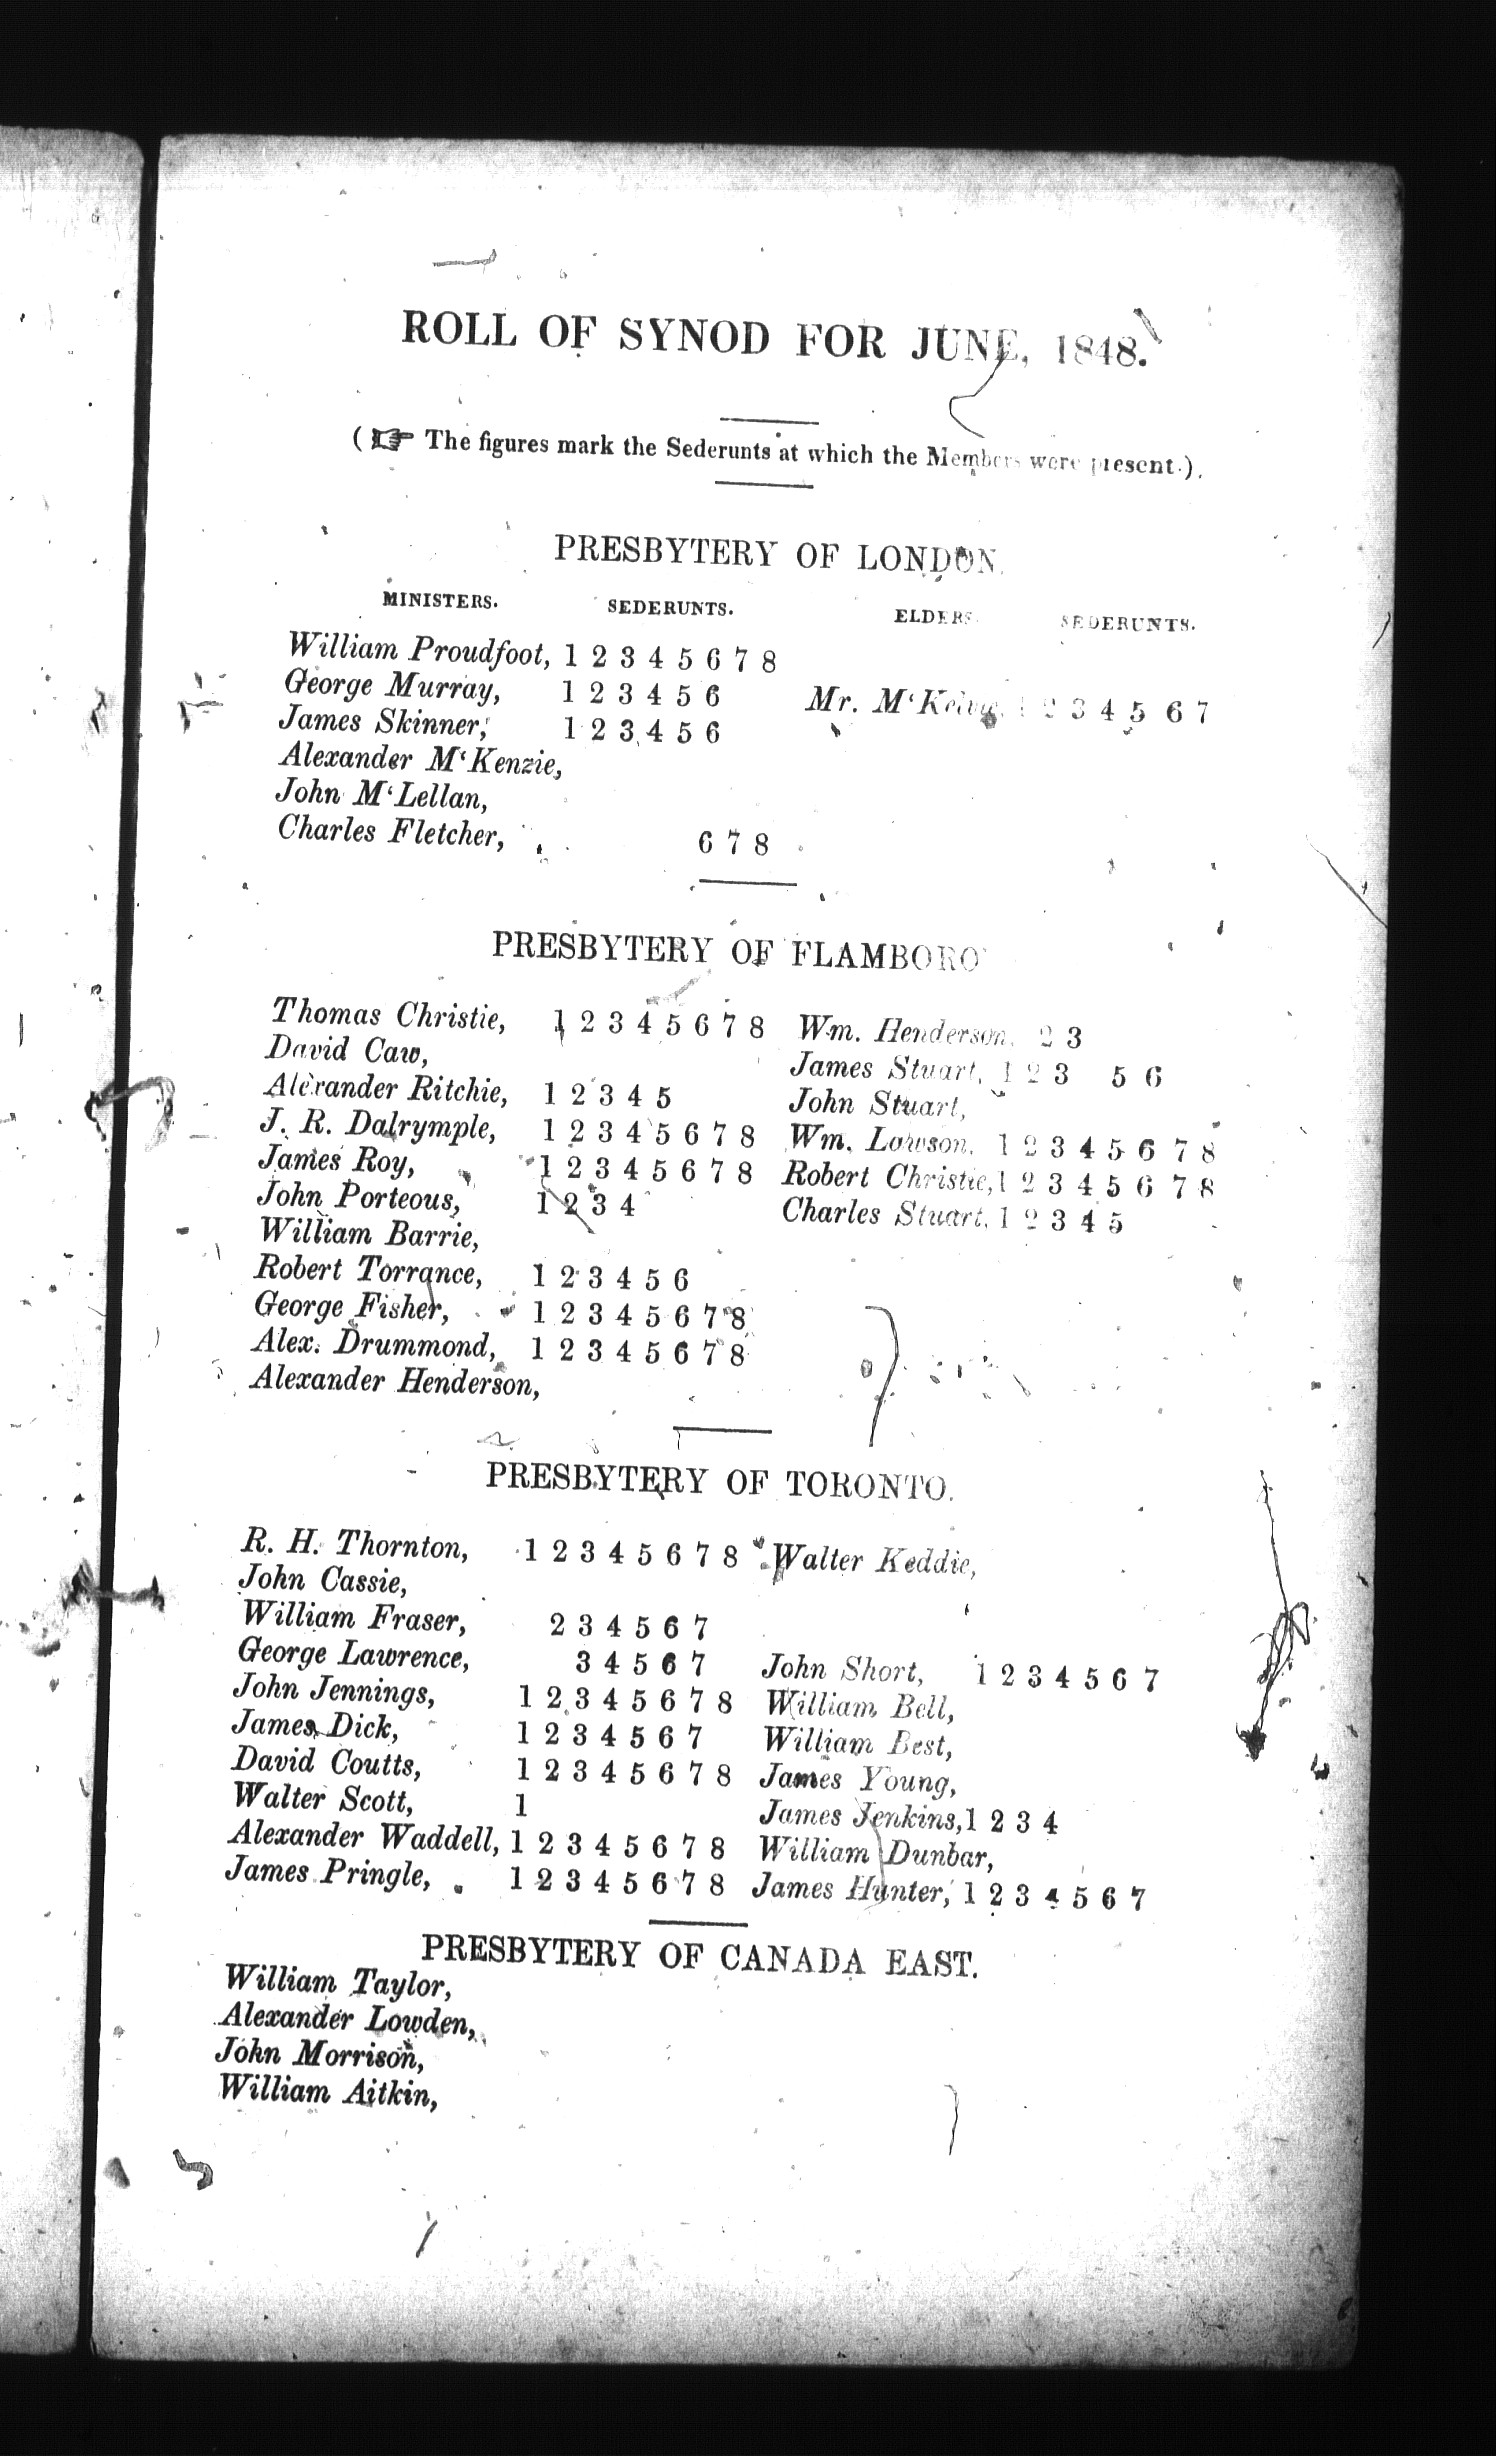 ROLL OF SYNOD FOR JUNE, 1848.
(☞ The figures mark the Sederunts at which the Members were present.)
PRESBYTERY OF LONDON.
MINISTERS. SEDERUNTS. ELDERS. SEDERUNTS.
William Proudfoot, 1 2 3 4 5 6 7 8
George Murray, 1 2 3 4 5 6 Mr. M‘Kelvie, 1 2 3 4 5 6 7
James Skinner, 1 2 3 4 5 6
Alexander M‘Kenzie,
John M‘Lellan,
Charles Fletcher, 6 7 8
PRESBYTERY OF FLAMBORO'
Thomas Christie, 1 2 3 4 5 6 7 8 Wm. Henderson, 2 3
David Caw, James Stuart, 1 2 3 5 6
Alexander Ritchie, 1 2 3 4 5 John Stuart,
J. R. Dalrymple, 1 2 3 4 5 6 7 8 Wm. Lawson, 1 2 3 4 5 6 7 8
James Roy, 1 2 3 4 5 6 7 8 Robert Christie, 1 2 3 4 5 6 7 8
John Porteous, 1 2 3 4 Charles Stuart, 1 2 3 4 5
William Barrie,
Robert Torrance, 1 2 3 4 5 6
George Fisher, 1 2 3 4 5 6 7 8
Alex. Drummond, 1 2 3 4 5 6 7 8
Alexander Henderson,
PRESBYTERY OF TORONTO.
R. H. Thornton, 1 2 3 4 5 6 7 8 Walter Keddie,
John Cassie,
William Fraser, 2 3 4 5 6 7
George Lawrence, 3 4 5 6 7 John Short, 1 2 3 4 5 6 7
John Jennings, 1 2 3 4 5 6 7 8 William Bell,
James Dick, 1 2 3 4 5 6 7 William Best,
David Coutts, 1 2 3 4 5 6 7 8 James Young,
Walter Scott, 1 James Jenkins, 1 2 3 4
Alexander Waddell, 1 2 3 4 5 6 7 8 William Dunbar,
James Pringle, 1 2 3 4 5 6 7 8 James Hunter, 1 2 3 4 5 6 7
PRESBYTERY OF CANADA EAST.
William Taylor,
Alexander Lowden,
John Morrison,
William Aitkin,